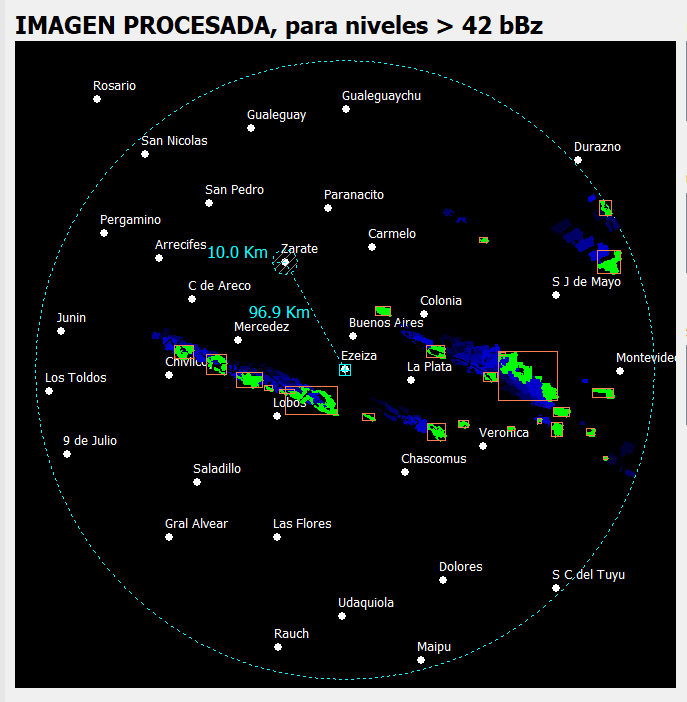 IMAGEN PROCESADA, para niveles > 42 bBz
Rosario
Gualeguaychu
Gualeguay
San Nicolas
Durazno
San Pedro
Paranacito
Pergamino
Carmelo
Arrecifes
10.0 Km
Zarate
C de Areco
S J de Mayo
Colonia
96.9 Km
Junin
Mercedez
Buenos Aires
Ezeiza
Montevidec
La Plata
Los Toldos
Lobos
9 de Julio
Veronica
Chascomus
Saladillo
Gral Alvear
Las Flores
Dolores
S C del Tuyu
Udaquiola
Rauch
Maipu